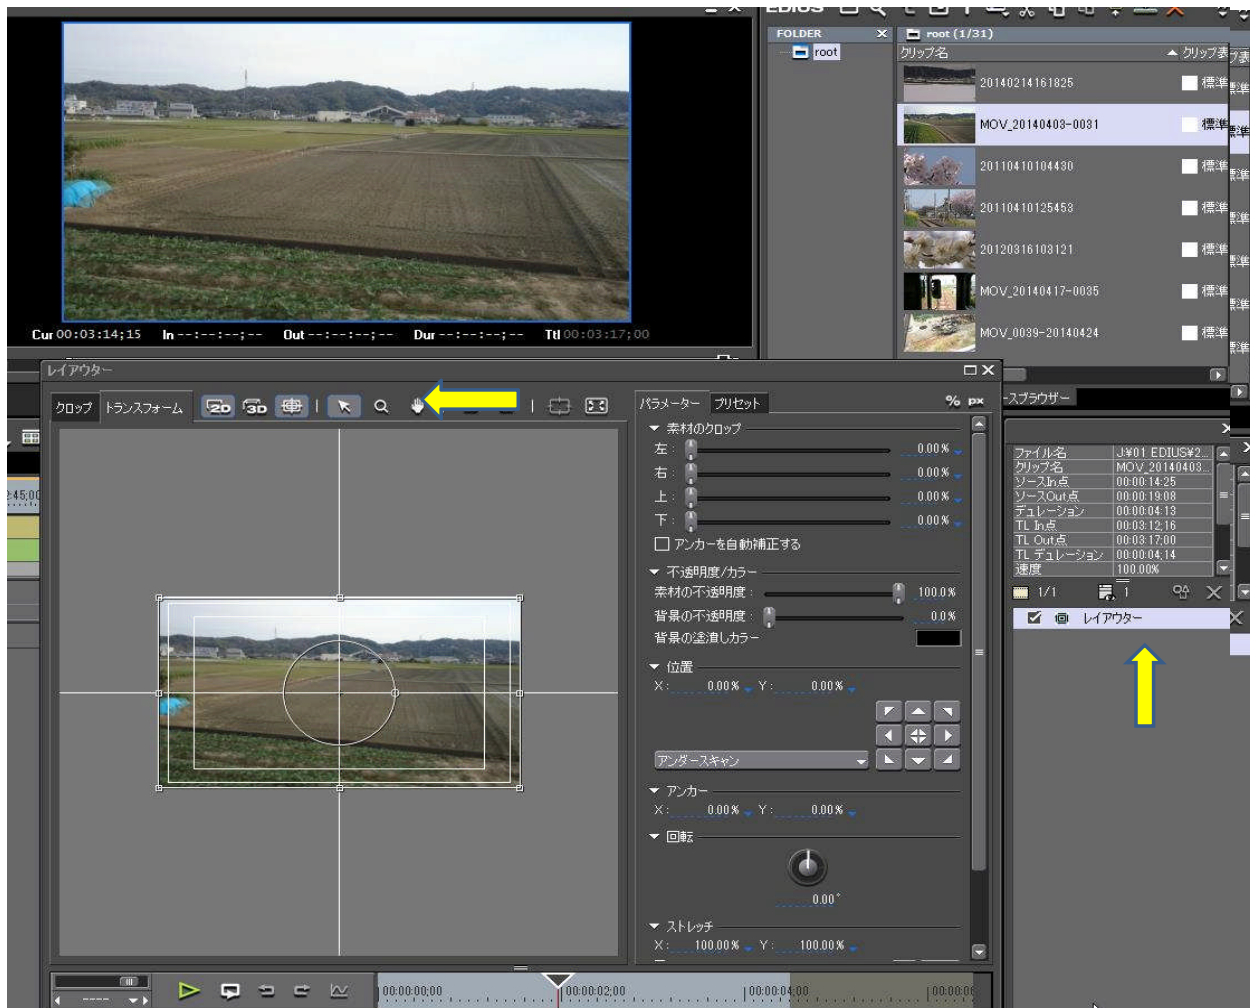 EDIUS
FOLDER
root
root (1/31)
クリップ名
クリップ表
20140214161825
標準
MOV_20140403-0031
標準
20110410104430
標準
20110410125453
標準
20120316103121
標準
MOV_20140417-0035
標準
MOV_0039-20140424
標準
Cur 00:03:14;15 In --:--:--;-- Out --:--:--;-- Dur --:--:--;-- Ttl 00:03:17;00
レイアウター
クロップ トランスフォーム 2D 3D
パラメーター プリセット % px
素材のクロップ
左: 0.00%
右: 0.00%
上: 0.00%
下: 0.00%
アンカーを自動補正する
不透明度/カラー
素材の不透明度: 100.0%
背景の不透明度: 0.0%
背景の塗潰しカラー
位置
X: 0.00% Y: 0.00%
アンダースキャン
アンカー
X: 0.00% Y: 0.00%
回転
0.00°
ストレッチ
X: 100.00% Y: 100.00%
00:00:00;00 00:00:02;00 00:00:04;00
スブラウザー
ファイル名 J:¥01 EDIUS¥2...
クリップ名 MOV_20140403...
ソースIn点 00:00:14:25
ソースOut点 00:00:19:08
デュレーション 00:00:04:13
TL In点 00:03:12;16
TL Out点 00:03:17;00
TL デュレーション 00:00:04;14
速度 100.00%
1/1 1
レイアウター
2:45;00